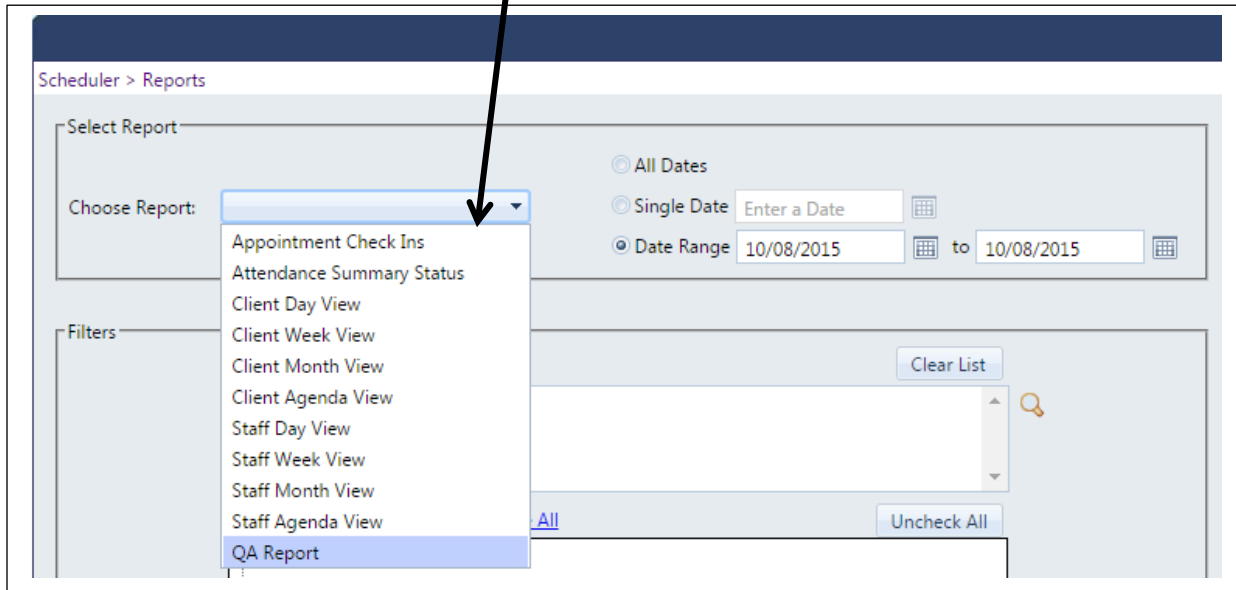 Scheduler > Reports
Select Report
All Dates
Choose Report:
Single Date Enter a Date
Date Range 10/08/2015 to 10/08/2015
Appointment Check Ins
Attendance Summary Status
Client Day View
Client Week View
Client Month View
Client Agenda View
Staff Day View
Staff Week View
Staff Month View
Staff Agenda View
QA Report
Filters
Clear List
All
Uncheck All